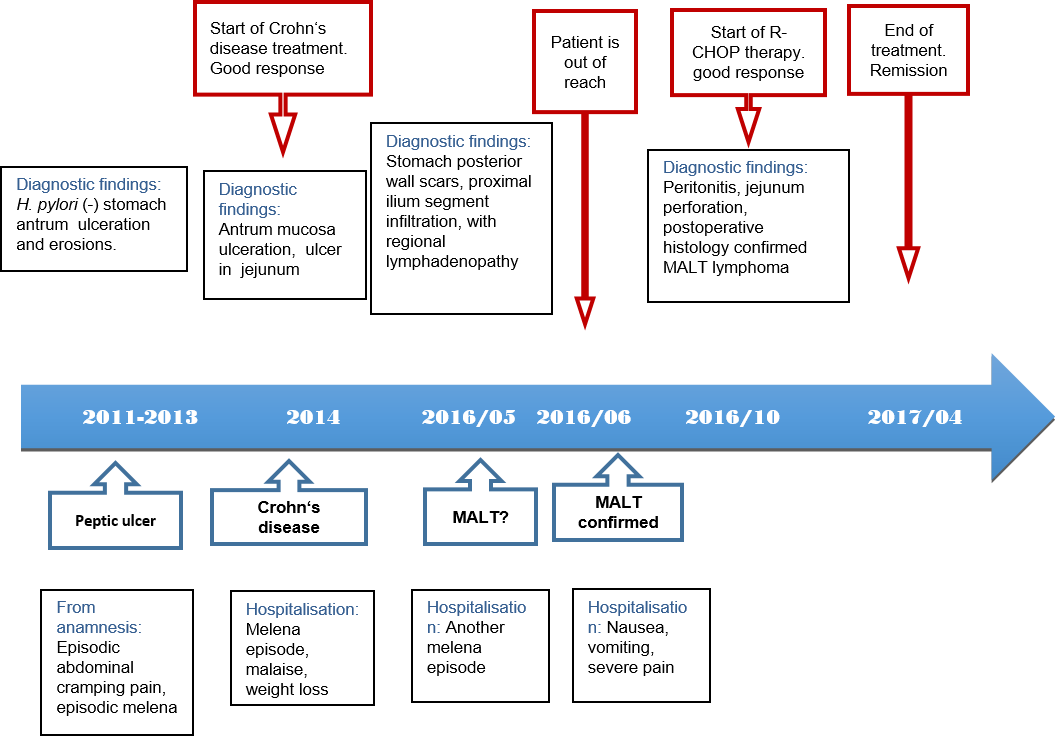 Start of Crohn‘s
disease treatment.
Good response
Patient is
out of
reach
Start of R-
CHOP therapy.
good response
End of
treatment.
Remission
Diagnostic findings:
H. pylori (-) stomach
antrum ulceration
and erosions.
Diagnostic
findings:
Antrum mucosa
ulceration, ulcer
in jejunum
Diagnostic findings:
Stomach posterior
wall scars, proximal
ilium segment
infiltration, with
regional
lymphadenopathy
Diagnostic findings:
Peritonitis, jejunum
perforation,
postoperative
histology confirmed
MALT lymphoma
2011-2013
2014
2016/05
2016/06
2016/10
2017/04
Peptic ulcer
Crohn‘s
disease
MALT?
MALT
confirmed
From
anamnesis:
Episodic
abdominal
cramping pain,
episodic melena
Hospitalisation:
Melena
episode,
malaise,
weight loss
Hospitalisatio
n: Another
melena
episode
Hospitalisatio
n: Nausea,
vomiting,
severe pain